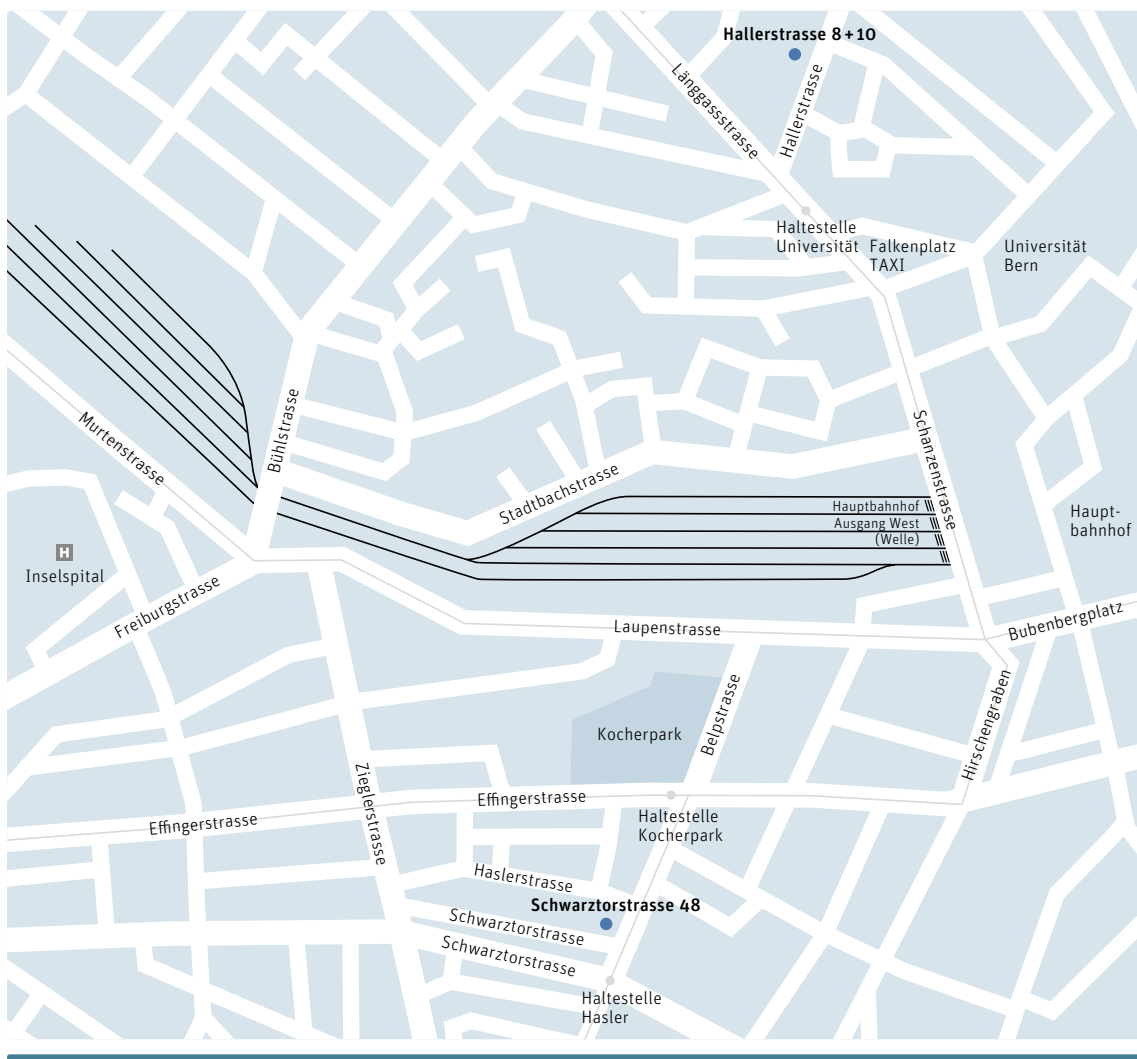 Hallerstrasse 8+10
Länggassstrasse
Hallerstrasse
Haltestelle
Universität
Falkenplatz
TAXI
Universität
Bern
Murtenstrasse
Bühlstrasse
Stadtbachstrasse
Schanzenstrasse
Hauptbahnhof
Ausgang West
(Welle)
Haupt-
bahnhof
H
Inselspital
Freiburgstrasse
Laupenstrasse
Bubenbergplatz
Kocherpark
Belpstrasse
Hirschengraben
Zieglerstrasse
Effingerstrasse
Effingerstrasse
Haltestelle
Kocherpark
Haslerstrasse
Schwarztorstrasse 48
Schwarztorstrasse
Schwarztorstrasse
Haltestelle
Hasler